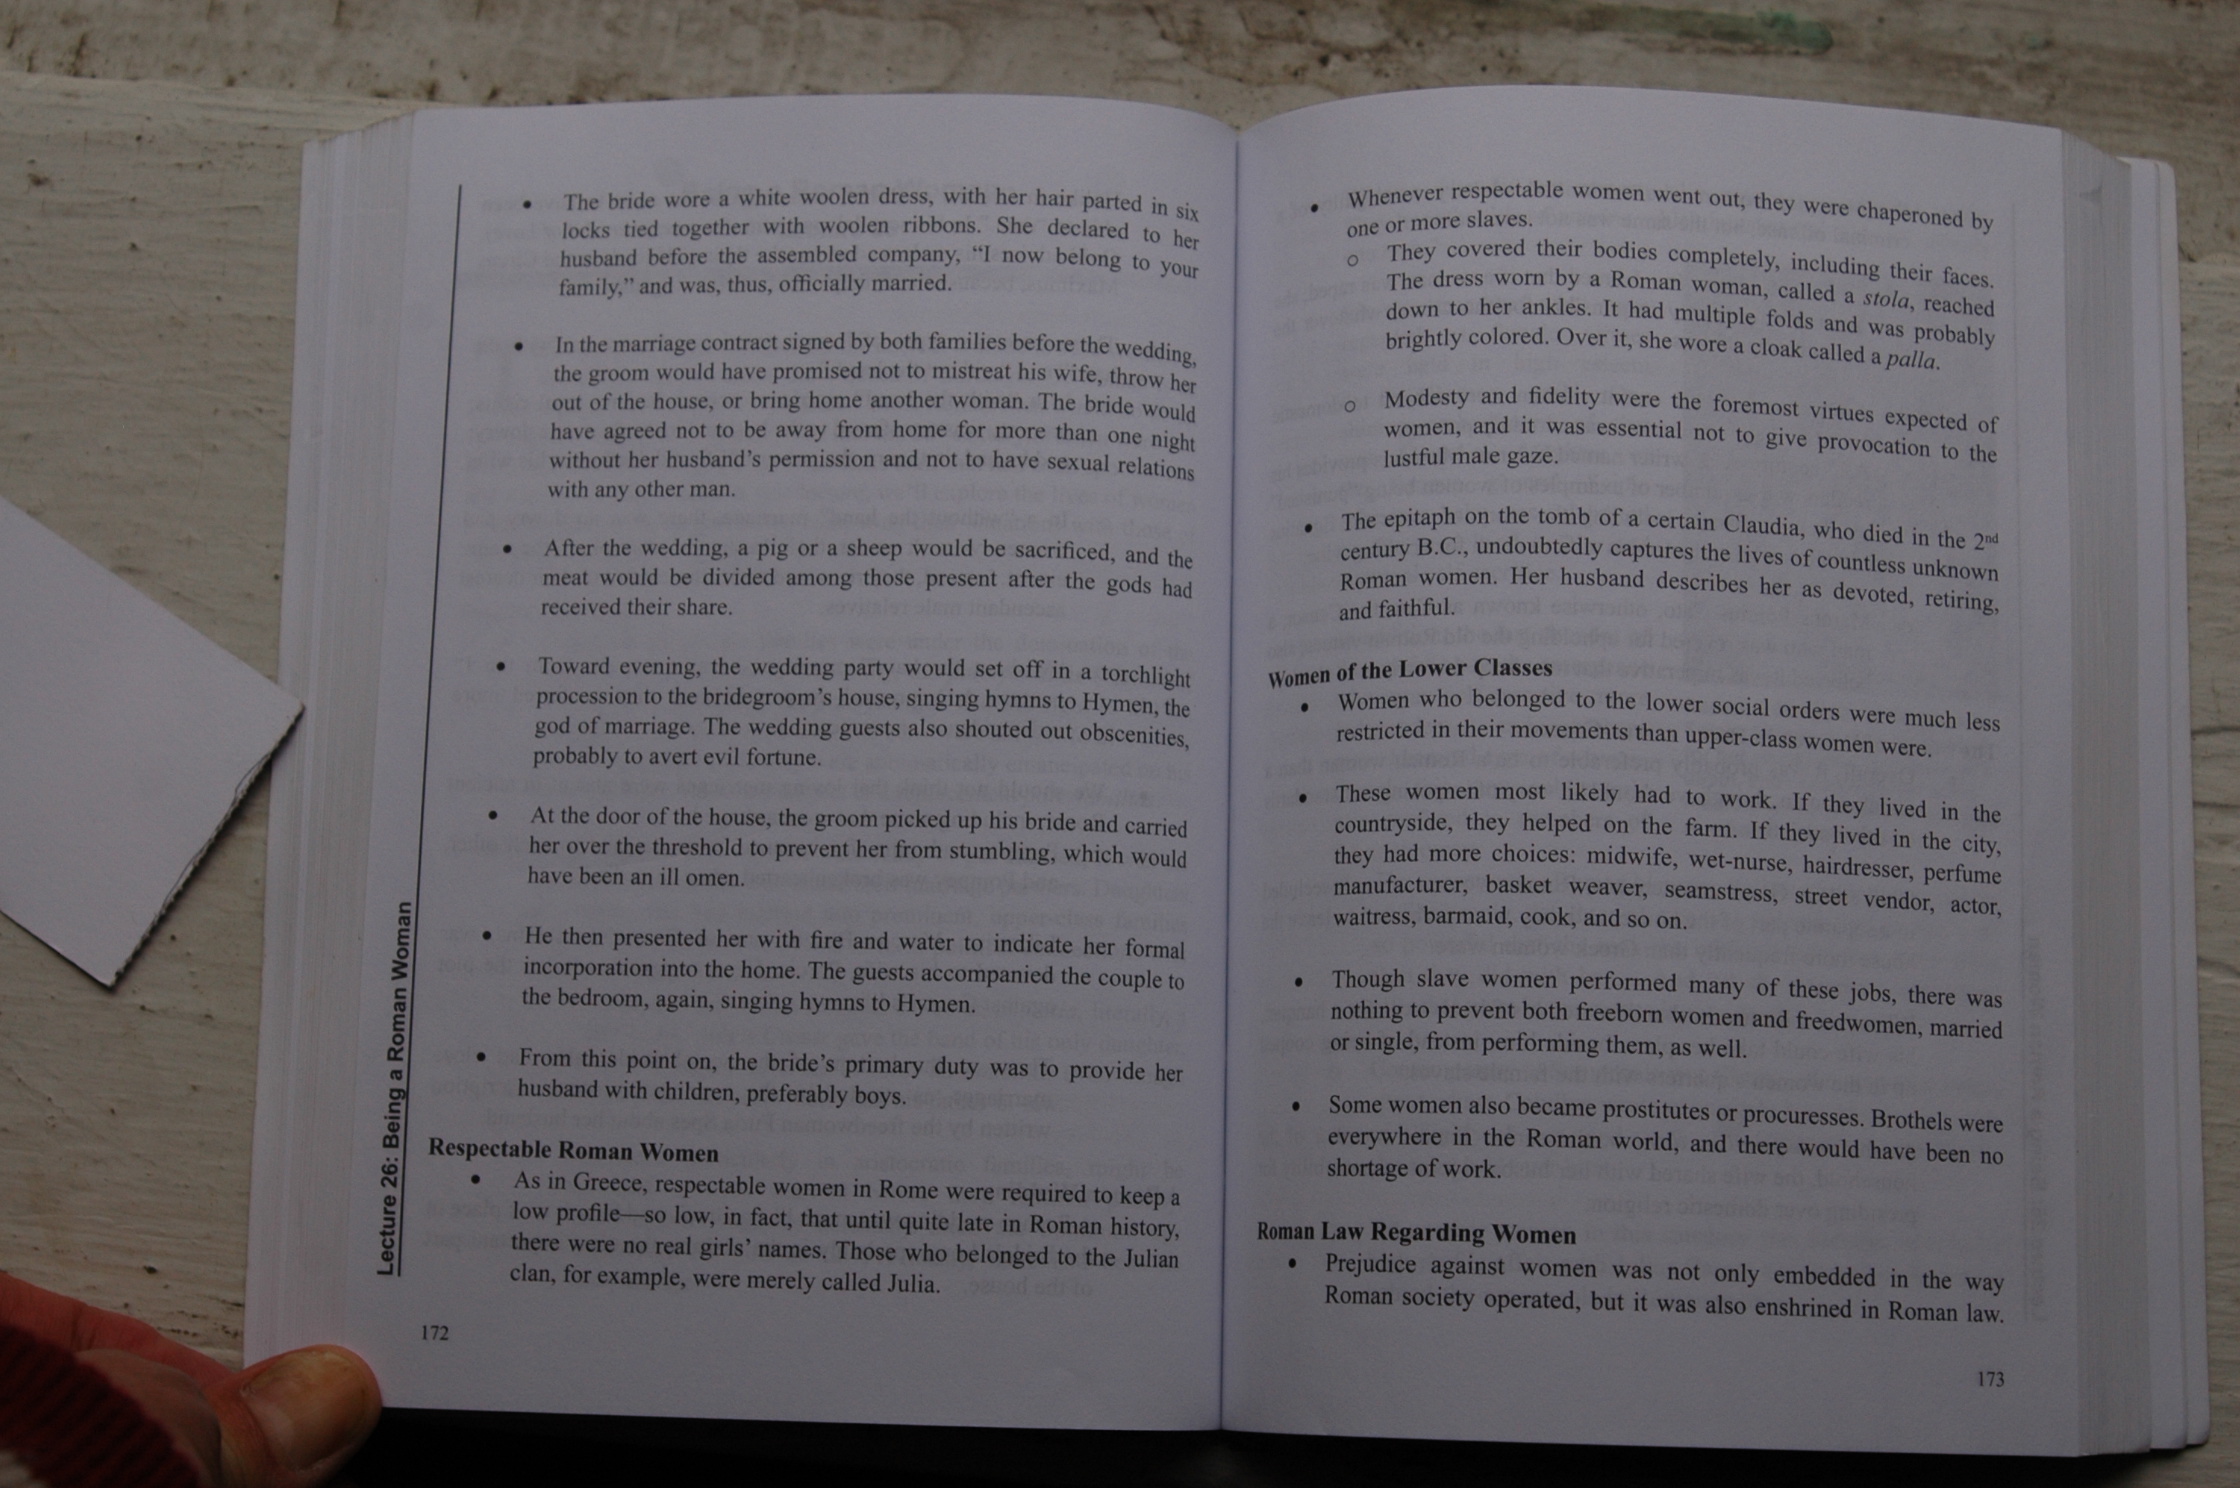 • The bride wore a white woolen dress, with her hair parted in six
locks tied together with woolen ribbons. She declared to her
husband before the assembled company, “I now belong to your
family,” and was, thus, officially married.
• In the marriage contract signed by both families before the wedding,
the groom would have promised not to mistreat his wife, throw her
out of the house, or bring home another woman. The bride would
have agreed not to be away from home for more than one night
without her husband’s permission and not to have sexual relations
with any other man.
• After the wedding, a pig or a sheep would be sacrificed, and the
meat would be divided among those present after the gods had
received their share.
• Toward evening, the wedding party would set off in a torchlight
procession to the bridegroom’s house, singing hymns to Hymen, the
god of marriage. The wedding guests also shouted out obscenities,
probably to avert evil fortune.
• At the door of the house, the groom picked up his bride and carried
her over the threshold to prevent her from stumbling, which would
have been an ill omen.
• He then presented her with fire and water to indicate her formal
incorporation into the home. The guests accompanied the couple to
the bedroom, again, singing hymns to Hymen.
• From this point on, the bride’s primary duty was to provide her
husband with children, preferably boys.
Respectable Roman Women
• As in Greece, respectable women in Rome were required to keep a
low profile—so low, in fact, that until quite late in Roman history,
there were no real girls’ names. Those who belonged to the Julian
clan, for example, were merely called Julia.
Lecture 26: Being a Roman Woman
172
• Whenever respectable women went out, they were chaperoned by
one or more slaves.
o They covered their bodies completely, including their faces.
The dress worn by a Roman woman, called a stola, reached
down to her ankles. It had multiple folds and was probably
brightly colored. Over it, she wore a cloak called a palla.
o Modesty and fidelity were the foremost virtues expected of
women, and it was essential not to give provocation to the
lustful male gaze.
• The epitaph on the tomb of a certain Claudia, who died in the 2nd
century B.C., undoubtedly captures the lives of countless unknown
Roman women. Her husband describes her as devoted, retiring,
and faithful.
Women of the Lower Classes
• Women who belonged to the lower social orders were much less
restricted in their movements than upper-class women were.
• These women most likely had to work. If they lived in the
countryside, they helped on the farm. If they lived in the city,
they had more choices: midwife, wet-nurse, hairdresser, perfume
manufacturer, basket weaver, seamstress, street vendor, actor,
waitress, barmaid, cook, and so on.
• Though slave women performed many of these jobs, there was
nothing to prevent both freeborn women and freedwomen, married
or single, from performing them, as well.
• Some women also became prostitutes or procuresses. Brothels were
everywhere in the Roman world, and there would have been no
shortage of work.
Roman Law Regarding Women
• Prejudice against women was not only embedded in the way
Roman society operated, but it was also enshrined in Roman law.
173